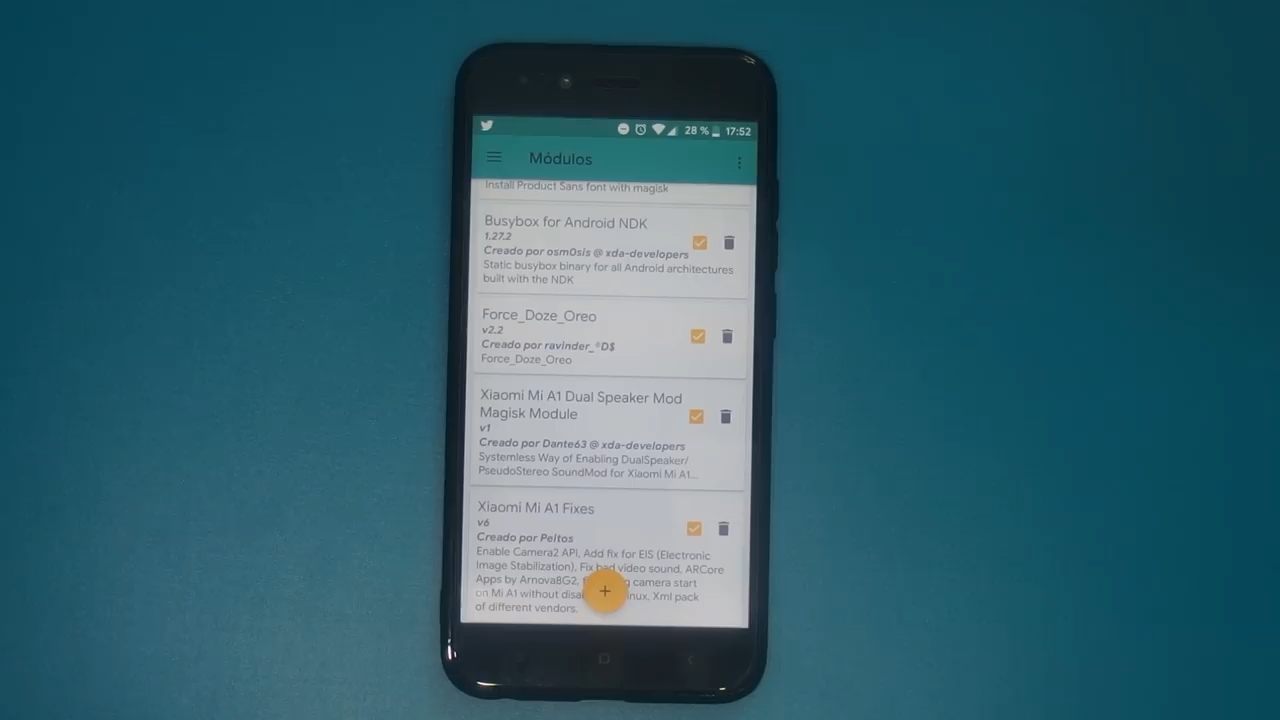 28 % 17:52
Módulos
Install Product Sans font with magisk
Busybox for Android NDK
1.27.2
Creado por osm0sis @ xda-developers
Static busybox binary for all Android architectures
built with the NDK
Force_Doze_Oreo
v2.2
Creado por ravinder_°D$
Force_Doze_Oreo
Xiaomi Mi A1 Dual Speaker Mod
Magisk Module
v1
Creado por Dante63 @ xda-developers
Systemless Way of Enabling DualSpeaker/
PseudoStereo SoundMod for Xiaomi Mi A1...
Xiaomi Mi A1 Fixes
v6
Creado por Peltos
Enable Camera2 API, Add fix for EIS (Electronic
Image Stabilization), Fix bad video sound, ARCore
Apps by Arnova8G2, camera start
on Mi A1 without Xml pack
of different vendors.